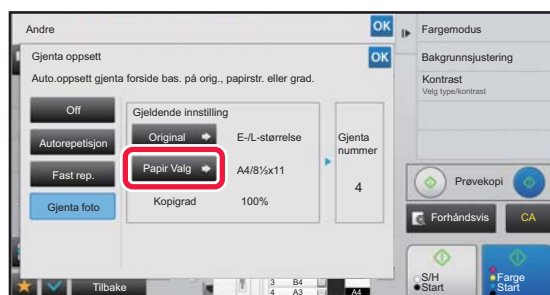 Andre
OK
Fargemodus
Gjenta oppsett
OK
Bakgrunnsjustering
Auto.oppsett gjenta forside bas. på orig., papirstr. eller grad.
Kontrast
Velg type/kontrast
Off
Gjeldende innstilling
Autorepetisjon
Original
E-/L-størrelse
Gjenta
nummer
Fast rep.
Papir Valg
A4/8½x11
4
Prøvekopi
Gjenta foto
Kopigrad
100%
Forhåndsvis
CA
Tilbake
3 B4
4 A3
A4
S/H
Start
Farge
Start